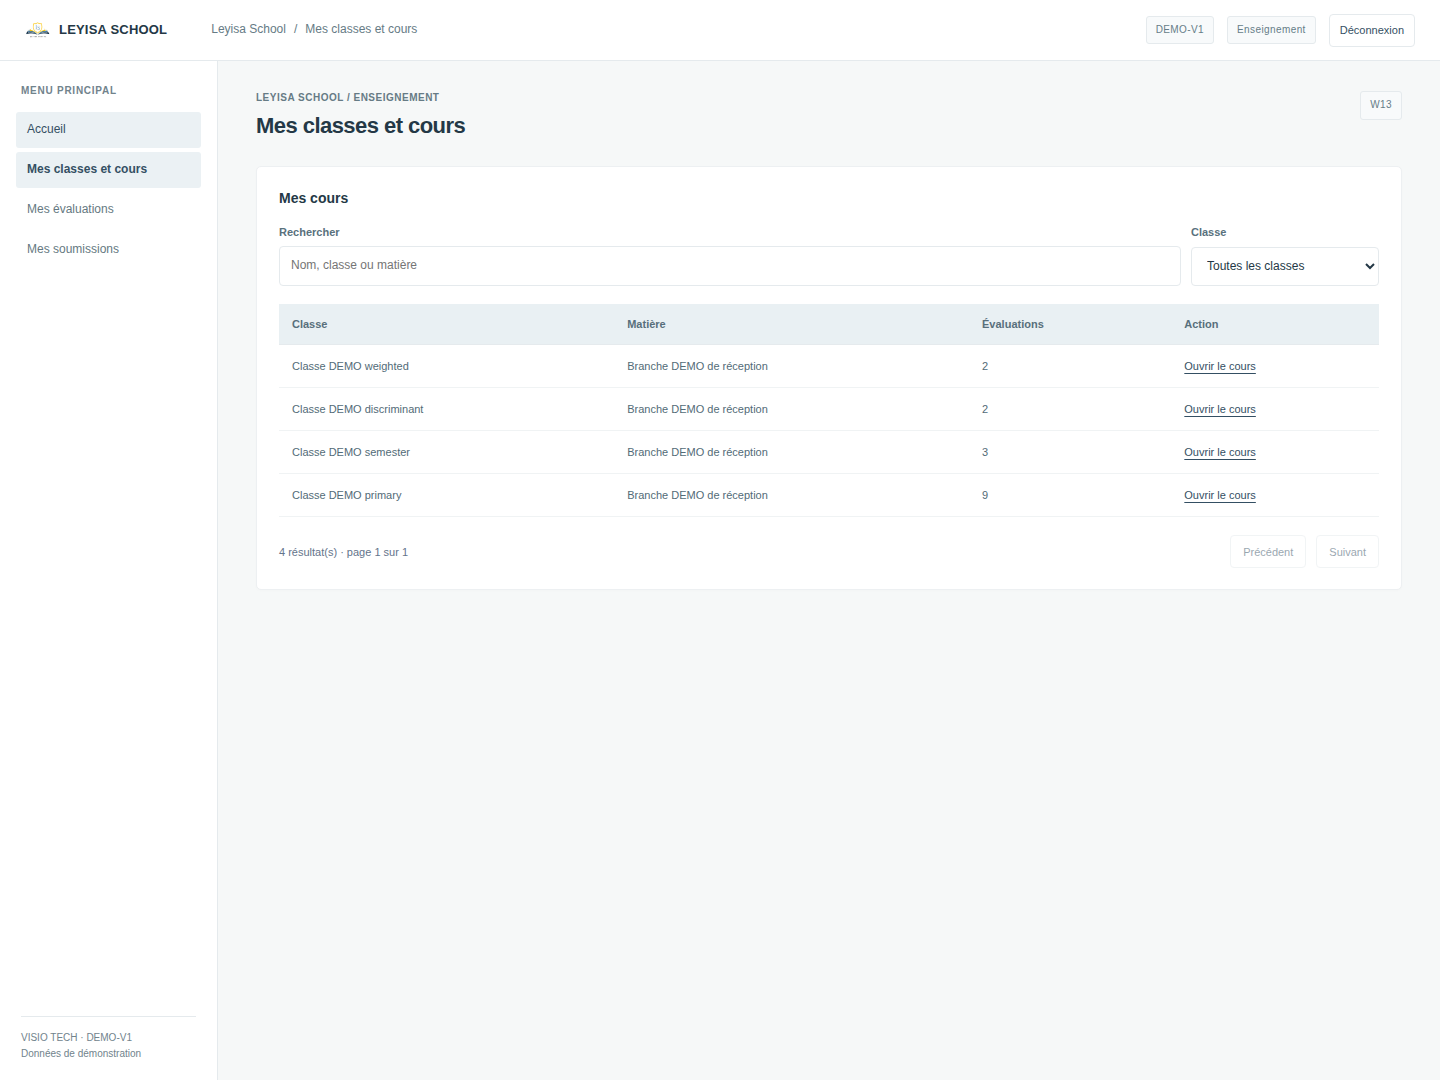 LEYISA SCHOOL
Leyisa School / Mes classes et cours
DEMO-V1
Enseignement
Déconnexion
MENU PRINCIPAL
Accueil
Mes classes et cours
Mes évaluations
Mes soumissions
VISIO TECH · DEMO-V1
Données de démonstration
LEYISA SCHOOL / ENSEIGNEMENT
Mes classes et cours
W13
Mes cours
Rechercher
Nom, classe ou matière
Classe
Toutes les classes
Classe Matière Évaluations Action
Classe DEMO weighted Branche DEMO de réception 2 Ouvrir le cours
Classe DEMO discriminant Branche DEMO de réception 2 Ouvrir le cours
Classe DEMO semester Branche DEMO de réception 3 Ouvrir le cours
Classe DEMO primary Branche DEMO de réception 9 Ouvrir le cours
4 résultat(s) · page 1 sur 1
Précédent
Suivant